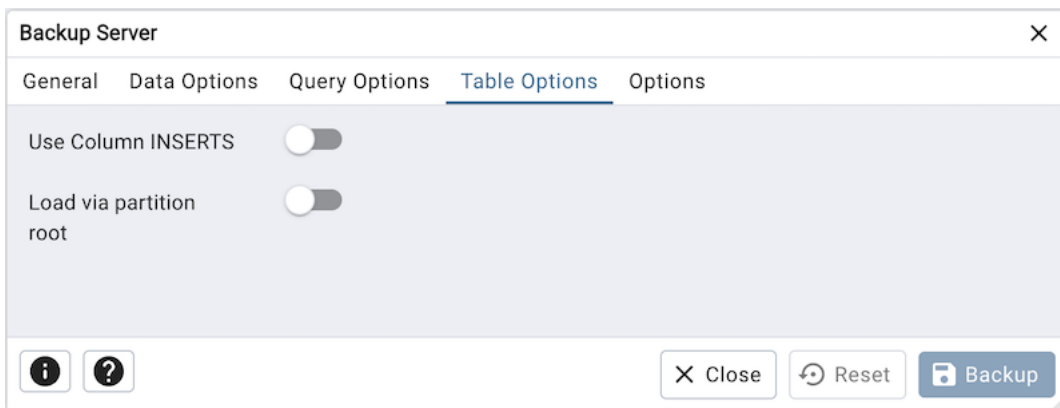 Backup Server
General Data Options Query Options Table Options Options
Use Column INSERTS
Load via partition
root
Close Reset Backup